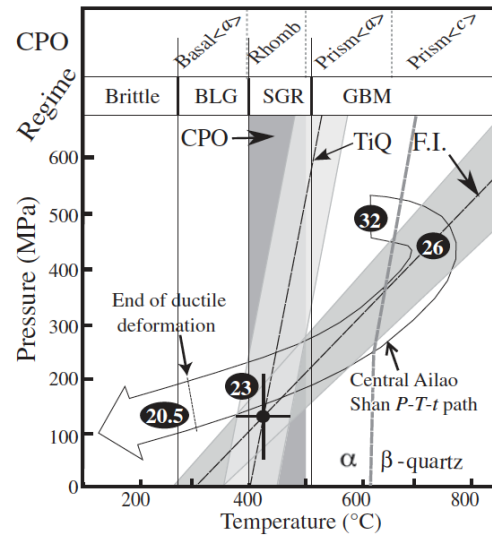 CPO
Basal<a>
Rhomb
Prism<a>
Prism<c>
Regime
Brittle
BLG
SGR
GBM
CPO
TiQ
F.I.
600
500
400
300
200
100
0
Pressure (MPa)
32
26
End of ductile
deformation
23
20.5
Central Ailao
Shan P-T-t path
α β-quartz
200
400
600
800
Temperature (°C)